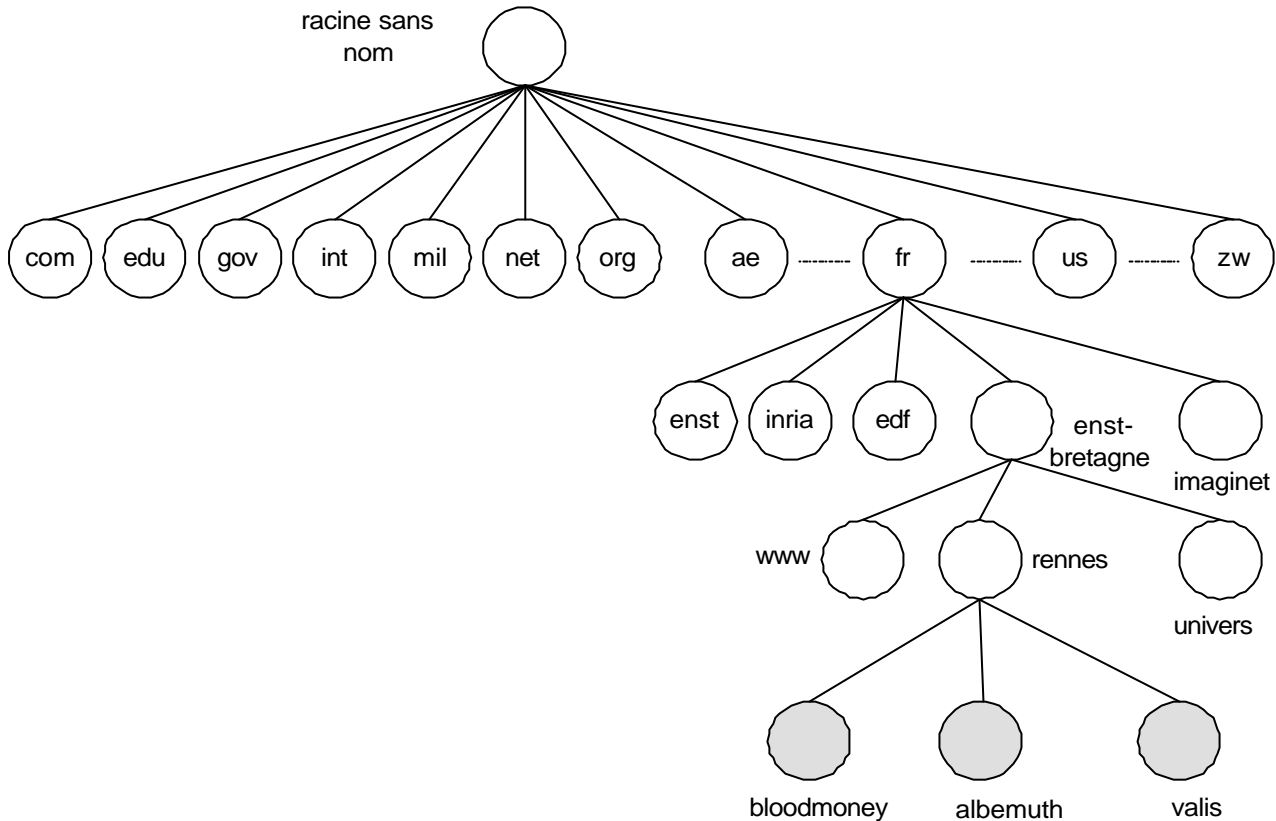 racine sans
nom
com edu gov int mil net org ae fr us zw
enst inria edf enst-
bretagne
imaginet
www rennes
univers
bloodmoney albemuth valis